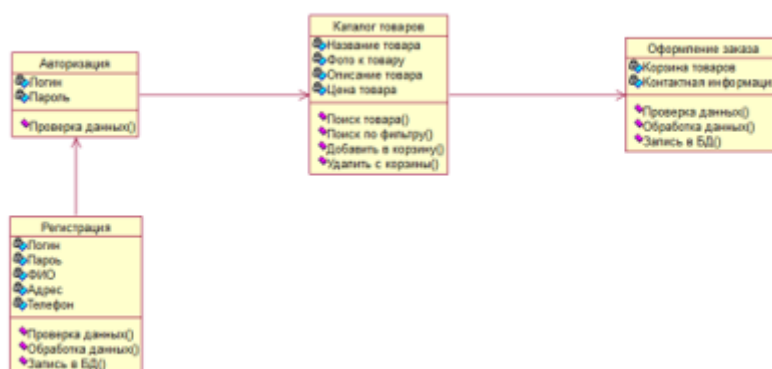 Каталог товаров
Название товара
Фото к товару
Описание товара
Цена товара
Поиск товара()
Поиск по фильтру()
Добавить в корзину()
Удалить с корзины()
Авторизация
Логин
Пароль
Проверка данных()
Оформление заказа
Корзина товаров
Контактная информаци
Проверка данных()
Обработка данных()
Запись в БД()
Регистрация
Логин
Пароь
ФИО
Адрес
Телефон
Проверка данных()
Обработка данных()
Запись в БД()